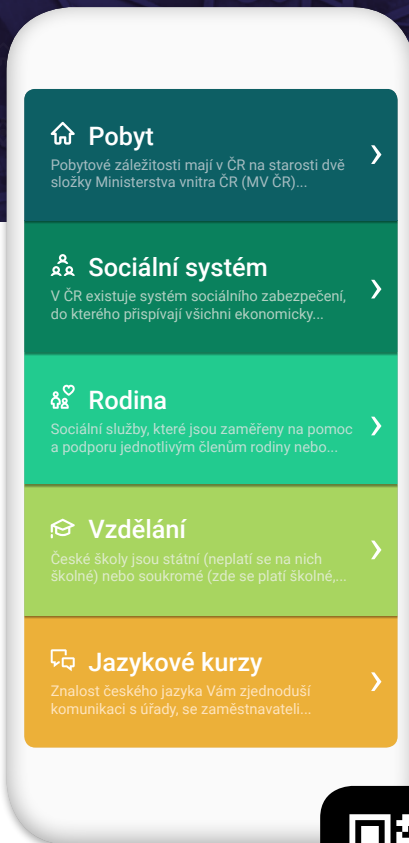 Pobyt
Pobytové záležitosti mají v ČR na starosti dvě
složky Ministerstva vnitra ČR (MV ČR)...
Sociální systém
V ČR existuje systém sociálního zabezpečení,
do kterého přispívají všichni ekonomicky...
Rodina
Sociální služby, které jsou zaměřeny na pomoc
a podporu jednotlivým členům rodiny nebo...
Vzdělání
České školy jsou státní (neplatí se na nich
školné) nebo soukromé (zde se platí školné,...
Jazykové kurzy
Znalost českého jazyka Vám zjednoduší
komunikaci s úřady, se zaměstnavateli...